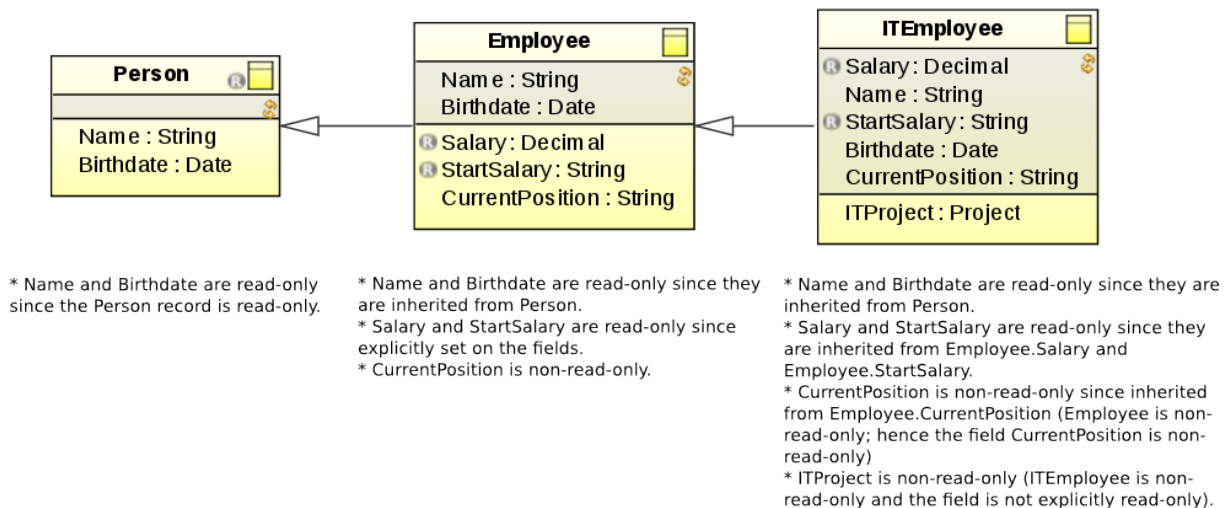 Person
R
Name : String
Birthdate : Date
Employee
Name : String
Birthdate : Date
R Salary : Decimal
R StartSalary : String
CurrentPosition : String
ITEmployee
R Salary : Decimal
Name : String
R StartSalary : String
Birthdate : Date
CurrentPosition : String
ITProject : Project
* Name and Birthdate are read-only
since the Person record is read-only.
* Name and Birthdate are read-only since they
are inherited from Person.
* Salary and StartSalary are read-only since
explicitly set on the fields.
* CurrentPosition is non-read-only.
* Name and Birthdate are read-only since they are
inherited from Person.
* Salary and StartSalary are read-only since they
are inherited from Employee.Salary and
Employee.StartSalary.
* CurrentPosition is non-read-only since inherited
from Employee.CurrentPosition (Employee is non-
read-only; hence the field CurrentPosition is non-
read-only)
* ITProject is non-read-only (ITEmployee is non-
read-only and the field is not explicitly read-only).